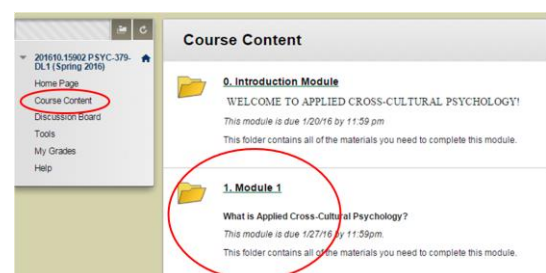 201610.15902 PSYC-379-
DL1 (Spring 2016)
Home Page
Course Content
Discussion Board
Tools
My Grades
Help
Course Content
0. Introduction Module
WELCOME TO APPLIED CROSS-CULTURAL PSYCHOLOGY!
This module is due 1/20/16 by 11:59 pm
This folder contains all of the materials you need to complete this module.
1. Module 1
What is Applied Cross-Cultural Psychology?
This module is due 1/27/16 by 11:59pm.
This folder contains all of the materials you need to complete this module.